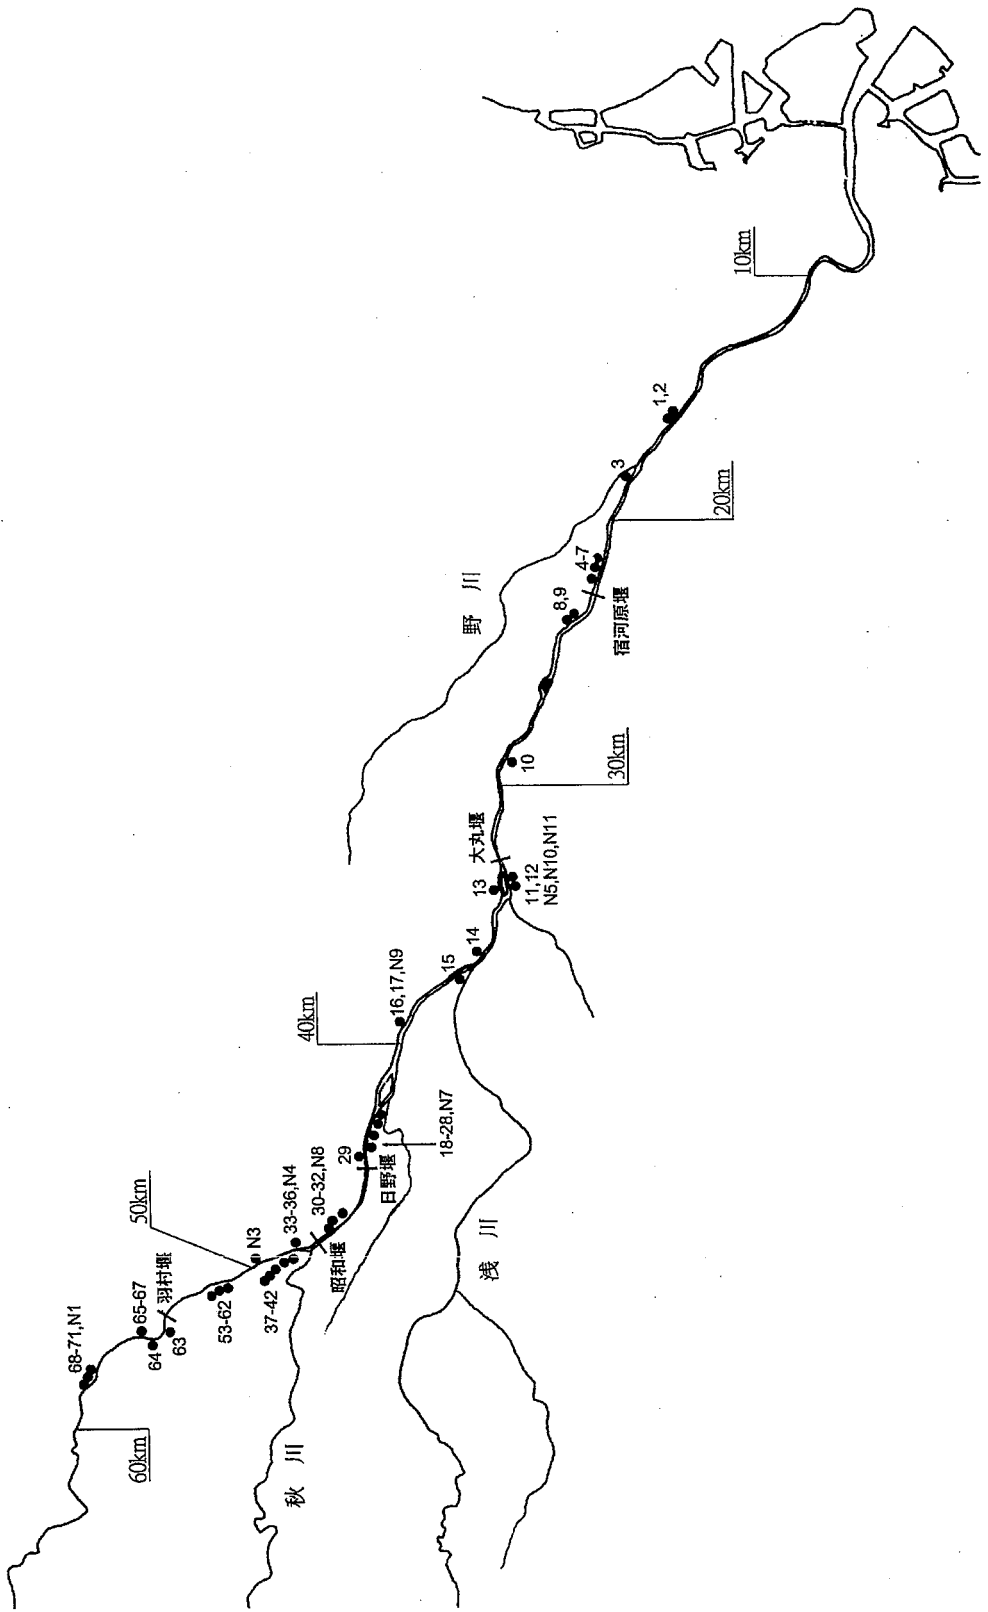 10km
1,2
3
20km
4-7
野川
8,9
宿河原堰
10
30km
大丸堰
13
11,12
N5,N10,N11
14
15
16,17,N9
40km
18-28,N7
29
日野堰
30-32,N8
33-36,N4
昭和堰
浅川
50km
N3
37-42
羽村堰
53-62
65-67
63
64
68-71,N1
60km
秋川